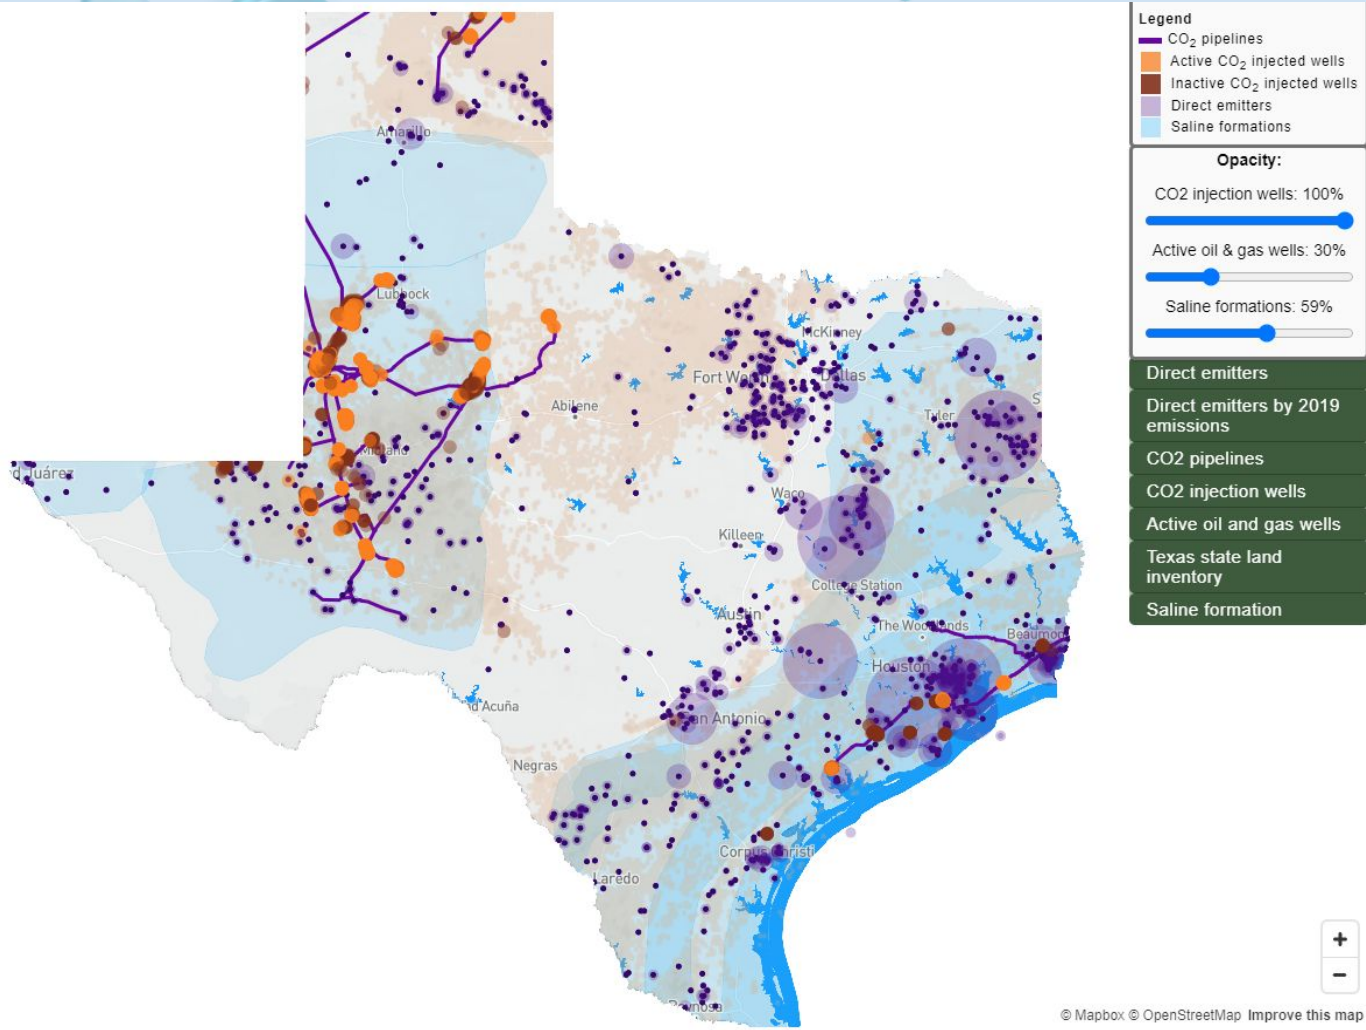 Legend
CO2 pipelines
Active CO2 injected wells
Inactive CO2 injected wells
Direct emitters
Saline formations
Opacity:
CO2 injection wells: 100%
Active oil & gas wells: 30%
Saline formations: 59%
Direct emitters
Direct emitters by 2019
emissions
CO2 pipelines
CO2 injection wells
Active oil and gas wells
Texas state land
inventory
Saline formation
Amarillo
Lubbock
McKinney
Fort Worth
Dallas
Abilene
Tyler
S
Midland
d Juárez
Waco
Killeen
College Station
Austin
The Woodlands
Beaumon
Houston
d Acuña
San Antonio
Negras
Corpus Christi
Laredo
Reynosa
+
−
© Mapbox © OpenStreetMap Improve this map